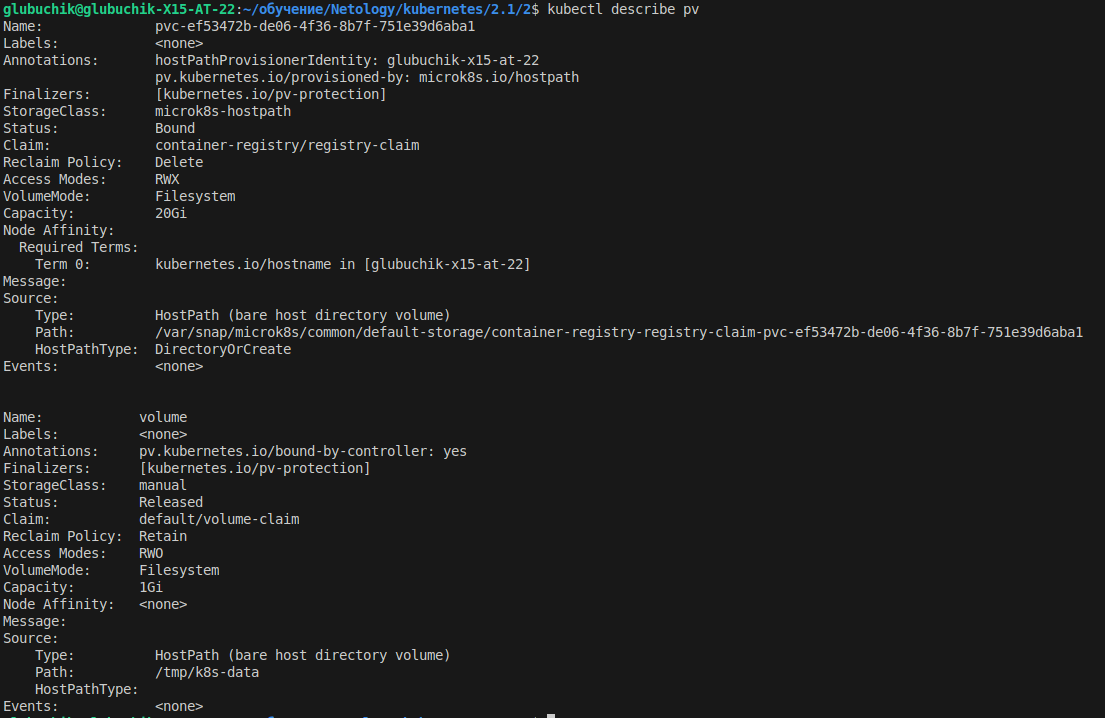 glubuchik@glubuchik-X15-AT-22:~/обучение/Netology/kubernetes/2.1/2$ kubectl describe pv
Name:              pvc-ef53472b-de06-4f36-8b7f-751e39d6aba1
Labels:            <none>
Annotations:       hostPathProvisionerIdentity: glubuchik-x15-at-22
                   pv.kubernetes.io/provisioned-by: microk8s.io/hostpath
Finalizers:        [kubernetes.io/pv-protection]
StorageClass:      microk8s-hostpath
Status:            Bound
Claim:             container-registry/registry-claim
Reclaim Policy:    Delete
Access Modes:      RWX
VolumeMode:        Filesystem
Capacity:          20Gi
Node Affinity:
  Required Terms:
    Term 0:        kubernetes.io/hostname in [glubuchik-x15-at-22]
Message:
Source:
    Type:          HostPath (bare host directory volume)
    Path:          /var/snap/microk8s/common/default-storage/container-registry-registry-claim-pvc-ef53472b-de06-4f36-8b7f-751e39d6aba1
    HostPathType:  DirectoryOrCreate
Events:            <none>

Name:            volume
Labels:          <none>
Annotations:     pv.kubernetes.io/bound-by-controller: yes
Finalizers:      [kubernetes.io/pv-protection]
StorageClass:    manual
Status:          Released
Claim:           default/volume-claim
Reclaim Policy:  Retain
Access Modes:    RWO
VolumeMode:      Filesystem
Capacity:        1Gi
Node Affinity:   <none>
Message:
Source:
    Type:          HostPath (bare host directory volume)
    Path:          /tmp/k8s-data
    HostPathType:
Events:            <none>